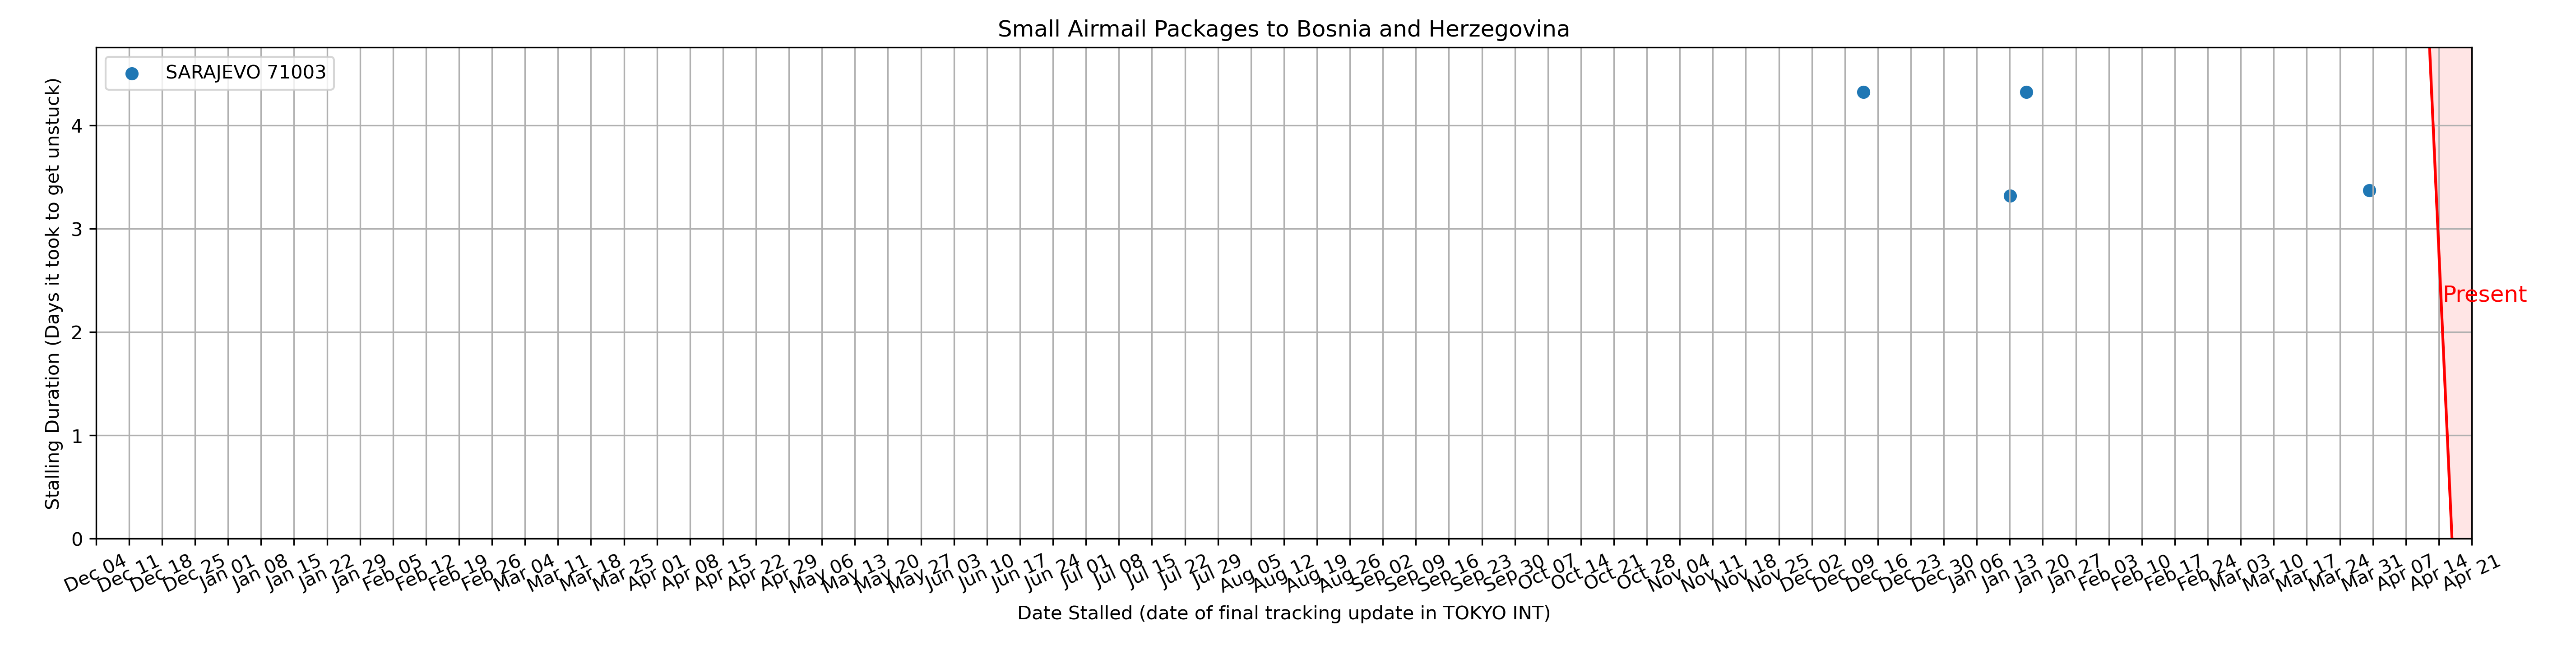 Small Airmail Packages to Bosnia and Herzegovina
SARAJEVO 71003
Stalling Duration (Days it took to get unstuck)
4
3
2
1
0
Present
Dec 04 Dec 11 Dec 18 Dec 25 Jan 01 Jan 08 Jan 15 Jan 22 Jan 29 Feb 05 Feb 12 Feb 19 Feb 26 Mar 04 Mar 11 Mar 18 Mar 25 Apr 01 Apr 08 Apr 15 Apr 22 Apr 29 May 06 May 13 May 20 May 27 Jun 03 Jun 10 Jun 17 Jun 24 Jul 01 Jul 08 Jul 15 Jul 22 Jul 29 Aug 05 Aug 12 Aug 19 Aug 26 Sep 02 Sep 09 Sep 16 Sep 23 Sep 30 Oct 07 Oct 14 Oct 21 Oct 28 Nov 04 Nov 11 Nov 18 Nov 25 Dec 02 Dec 09 Dec 16 Dec 23 Dec 30 Jan 06 Jan 13 Jan 20 Jan 27 Feb 03 Feb 10 Feb 17 Feb 24 Mar 03 Mar 10 Mar 17 Mar 24 Mar 31 Apr 07 Apr 14 Apr 21
Date Stalled (date of final tracking update in TOKYO INT)